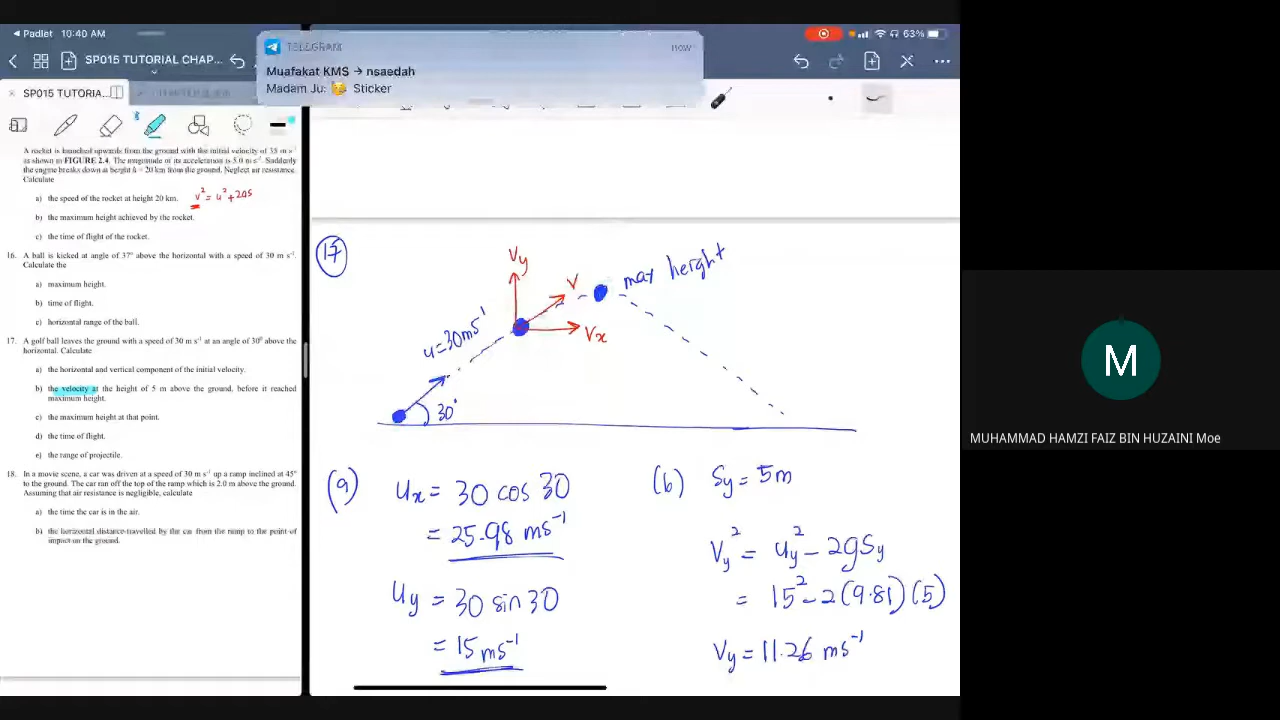 Padlet 10:40 AM
63%
SP015 TUTORIAL CHAP...
TELEGRAM
now
Muafakat KMS → nsaedah
Madam Ju: Sticker
SP015 TUTORIA...
A rocket is launched upwards from the ground with the initial velocity of 35 m s⁻¹
as shown in FIGURE 2.4. The magnitude of its acceleration is 5.0 m s⁻². Suddenly
the engine breaks down at height h = 20 km from the ground. Neglect air resistance.
Calculate
a) the speed of the rocket at height 20 km. v² = u² + 2as
b) the maximum height achieved by the rocket.
c) the time of flight of the rocket.
16. A ball is kicked at angle of 37° above the horizontal with a speed of 30 m s⁻¹.
Calculate the
a) maximum height.
b) time of flight.
c) horizontal range of the ball.
17. A golf ball leaves the ground with a speed of 30 m s⁻¹ at an angle of 30⁰ above the
horizontal. Calculate
a) the horizontal and vertical component of the initial velocity.
b) the velocity at the height of 5 m above the ground, before it reached
maximum height.
c) the maximum height at that point.
d) the time of flight.
e) the range of projectile.
18. In a movie scene, a car was driven at a speed of 30 m s⁻¹ up a ramp inclined at 45°
to the ground. The car ran off the top of the ramp which is 2.0 m above the ground.
Assuming that air resistance is negligible, calculate
a) the time the car is in the air.
b) the horizontal distance travelled by the car from the ramp to the point of
impact on the ground.
17
Vy
V
max height
Vx
u=30ms⁻¹
30°
(a) Ux = 30 cos 30
= 25.98 ms⁻¹
Uy = 30 sin 30
= 15 ms⁻¹
(b) Sy = 5m
Vy² = Uy² - 2gSy
= 15² - 2(9.81)(5)
Vy = 11.26 ms⁻¹
M
MUHAMMAD HAMZI FAIZ BIN HUZAINI Moe